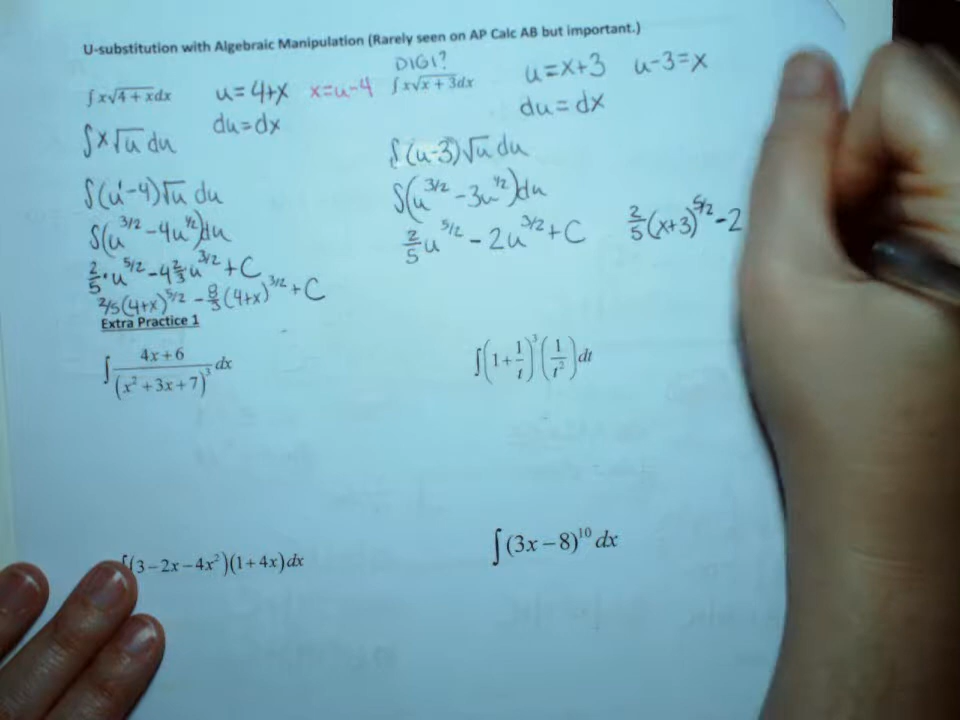 U-substitution with Algebraic Manipulation (Rarely seen on AP Calc AB but important.)
∫x√(4+x)dx
u=4+x x=u-4
du=dx
∫x√u du
∫(u¹-4)√u du
∫(u^3/2 -4u^1/2)du
2/5·u^5/2 -4 2/3 u^3/2 +C
2/5(4+x)^5/2 - 8/3(4+x)^3/2 +C
DIGI?
∫x√(x+3)dx
u=x+3 u-3=x
du=dx
∫(u-3)√u du
∫(u^3/2 -3u^1/2)du
2/5 u^5/2 - 2u^3/2 +C
2/5(x+3)^5/2 -2
Extra Practice 1
∫ (4x+6)/(x²+3x+7)³ dx
∫(1+1/t)³(1/t²)dt
∫(3-2x-4x²)(1+4x)dx
∫(3x-8)^10 dx